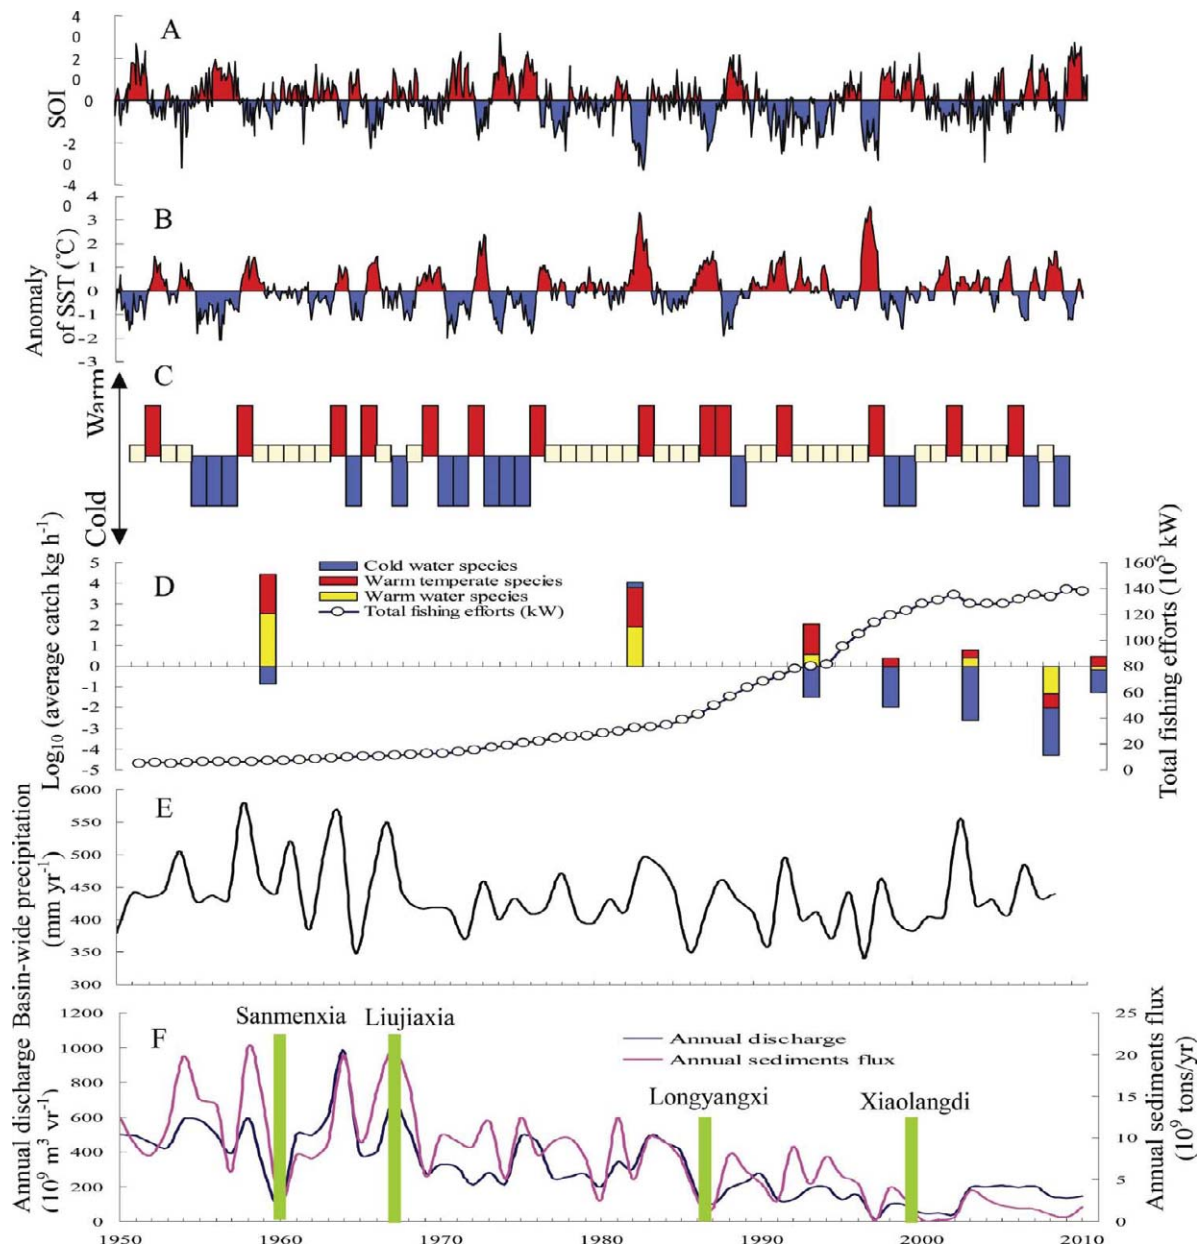 A
SOI
4
0
2
0
0
-2
0
-4
B
Anomaly
of SST (℃)
4
0
3
2
1
0
-1
-2
-3
C
Warm
Cold
D
Log10 (average catch kg h-1)
5
4
3
2
1
0
-1
-2
-3
-4
-5
Cold water species
Warm temperate species
Warm water species
Total fishing efforts (kW)
160
140
120
100
80
60
40
20
0
Total fishing efforts (10⁵ kW)
E
Basin-wide precipitation
(mm yr-1)
600
550
500
450
400
350
300
F
Annual discharge
(10⁹ m³ yr-1)
1200
1000
800
600
400
200
0
Sanmenxia
Liujiaxia
Longyangxi
Xiaolangdi
Annual discharge
Annual sediments flux
25
20
15
10
5
0
Annual sediments flux
(10⁹ tons/yr)
1950
1960
1970
1980
1990
2000
2010